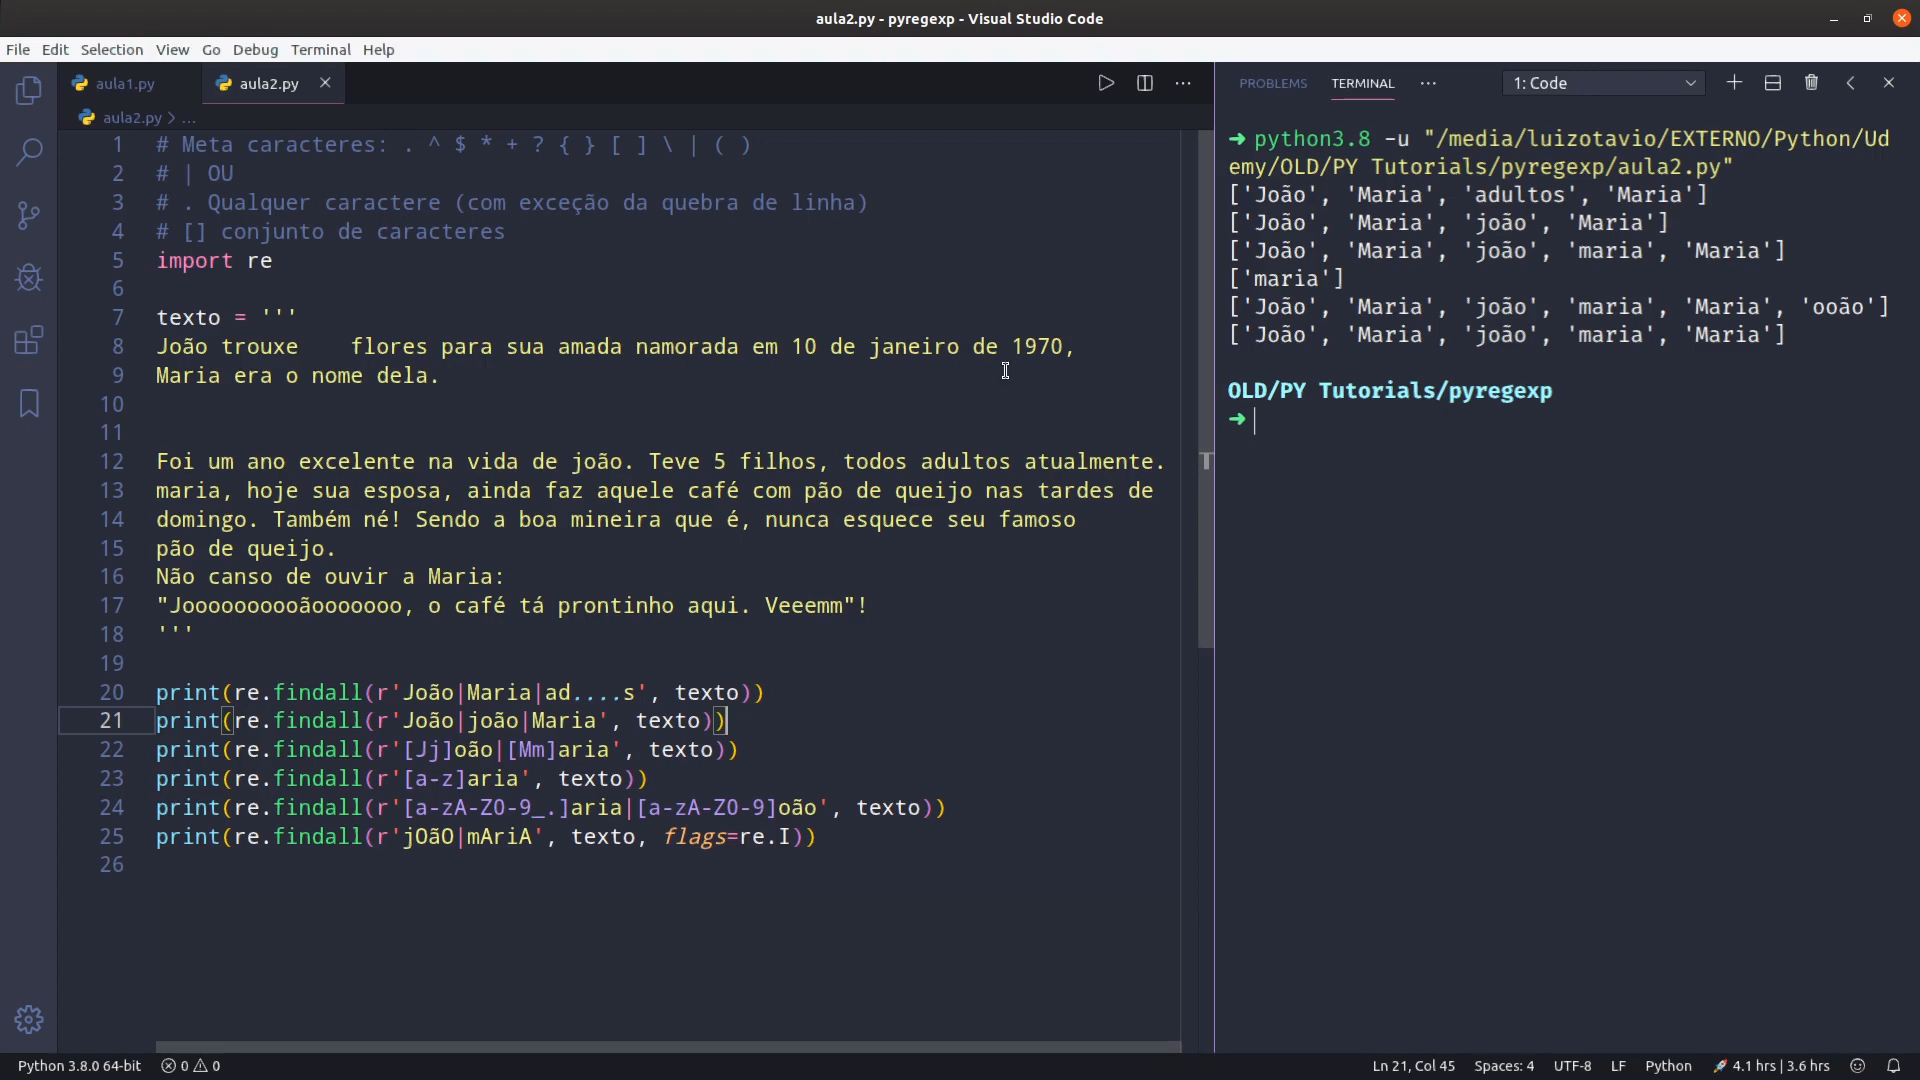 aula2.py - pyregexp - Visual Studio Code
File Edit Selection View Go Debug Terminal Help
aula1.py aula2.py
aula2.py > ...
1 # Meta caracteres: . ^ $ * + ? { } [ ] \ | ( )
2 # | OU
3 # . Qualquer caractere (com exceção da quebra de linha)
4 # [] conjunto de caracteres
5 import re
6
7 texto = '''
8 João trouxe    flores para sua amada namorada em 10 de janeiro de 1970,
9 Maria era o nome dela.
10
11
12 Foi um ano excelente na vida de joão. Teve 5 filhos, todos adultos atualmente.
13 maria, hoje sua esposa, ainda faz aquele café com pão de queijo nas tardes de
14 domingo. Também né! Sendo a boa mineira que é, nunca esquece seu famoso
15 pão de queijo.
16 Não canso de ouvir a Maria:
17 "Joooooooooãooooooo, o café tá prontinho aqui. Veeemm"!
18 '''
19
20 print(re.findall(r'João|Maria|ad....s', texto))
21 print(re.findall(r'João|joão|Maria', texto))
22 print(re.findall(r'[Jj]oão|[Mm]aria', texto))
23 print(re.findall(r'[a-z]aria', texto))
24 print(re.findall(r'[a-zA-Z0-9_.]aria|[a-zA-Z0-9]oão', texto))
25 print(re.findall(r'jOãO|mAriA', texto, flags=re.I))
26
PROBLEMS TERMINAL ... 1: Code
➜ python3.8 -u "/media/luizotavio/EXTERNO/Python/Ud
emy/OLD/PY Tutorials/pyregexp/aula2.py"
['João', 'Maria', 'adultos', 'Maria']
['João', 'Maria', 'joão', 'Maria']
['João', 'Maria', 'joão', 'maria', 'Maria']
['maria']
['João', 'Maria', 'joão', 'maria', 'Maria', 'ooão']
['João', 'Maria', 'joão', 'maria', 'Maria']
OLD/PY Tutorials/pyregexp
➜
Python 3.8.0 64-bit 0 0 Ln 21, Col 45 Spaces: 4 UTF-8 LF Python 4.1 hrs | 3.6 hrs